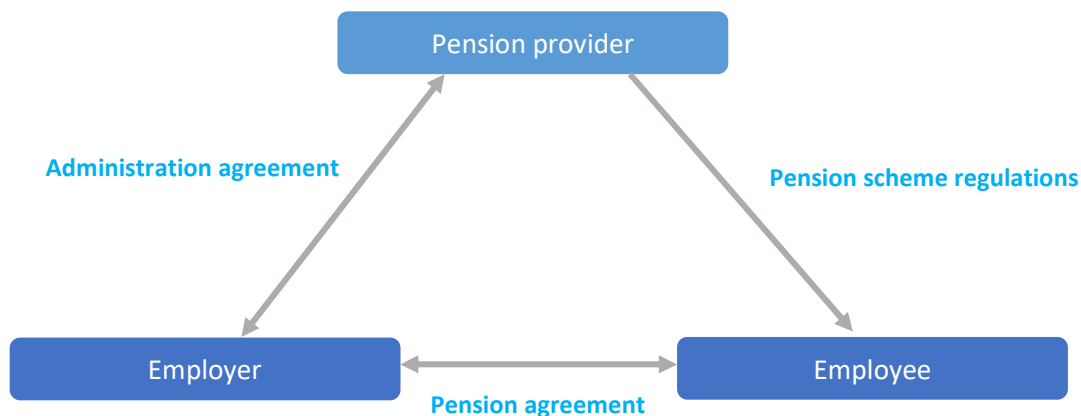 Pension provider
Administration agreement
Pension scheme regulations
Employer
Employee
Pension agreement